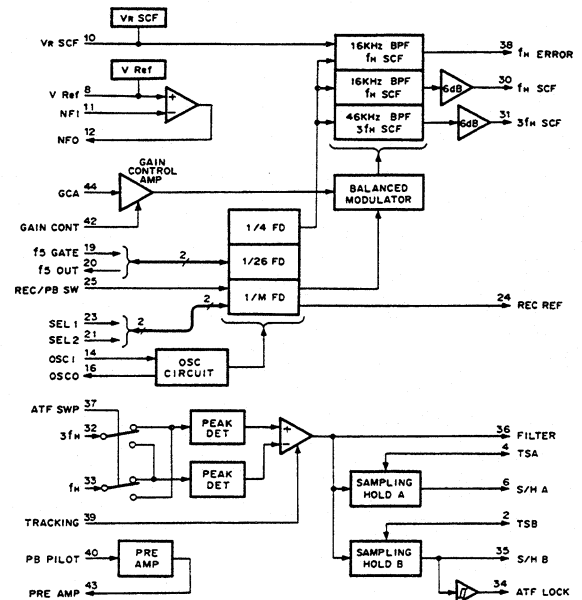 VR SCF
VR SCF 10
16KHz BPF
fH SCF
38 fH ERROR
V Ref
16KHz BPF
fH SCF
6dB
30 fH SCF
V Ref 8
+
NFI 11
-
46KHz BPF
3fH SCF
6dB
31 3fH SCF
NFO 12
GAIN
CONTROL
AMP
GCA 44
BALANCED
MODULATOR
GAIN CONT 42
1/4 FD
f5 GATE 19
f5 OUT 20
2
1/26 FD
REC/PB SW 25
2
1/M FD
24 REC REF
SEL 1 23
SEL 2 21
2
OSCI 14
OSCO 16
OSC
CIRCUIT
ATF SWP 37
3fH 32
PEAK
DET
+
-
36 FILTER
4 TSA
fH 33
PEAK
DET
SAMPLING
HOLD A
6 S/H A
TRACKING 39
2 TSB
PB PILOT 40
PRE
AMP
SAMPLING
HOLD B
35 S/H B
PRE AMP 43
34 ATF LOCK